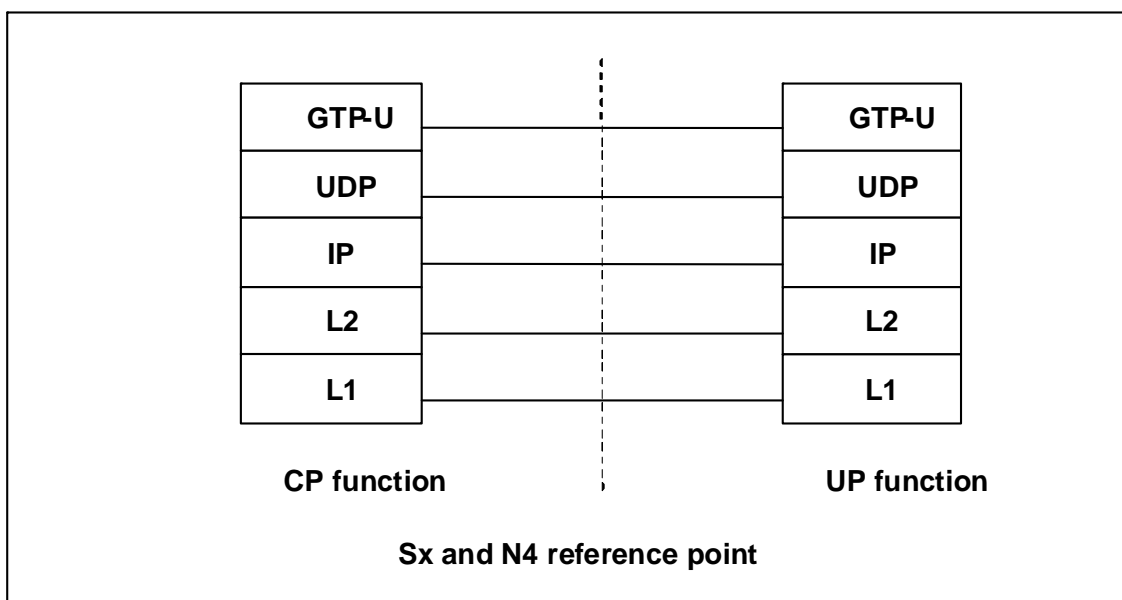 GTP-U GTP-U
UDP UDP
IP IP
L2 L2
L1 L1
CP function UP function
Sx and N4 reference point